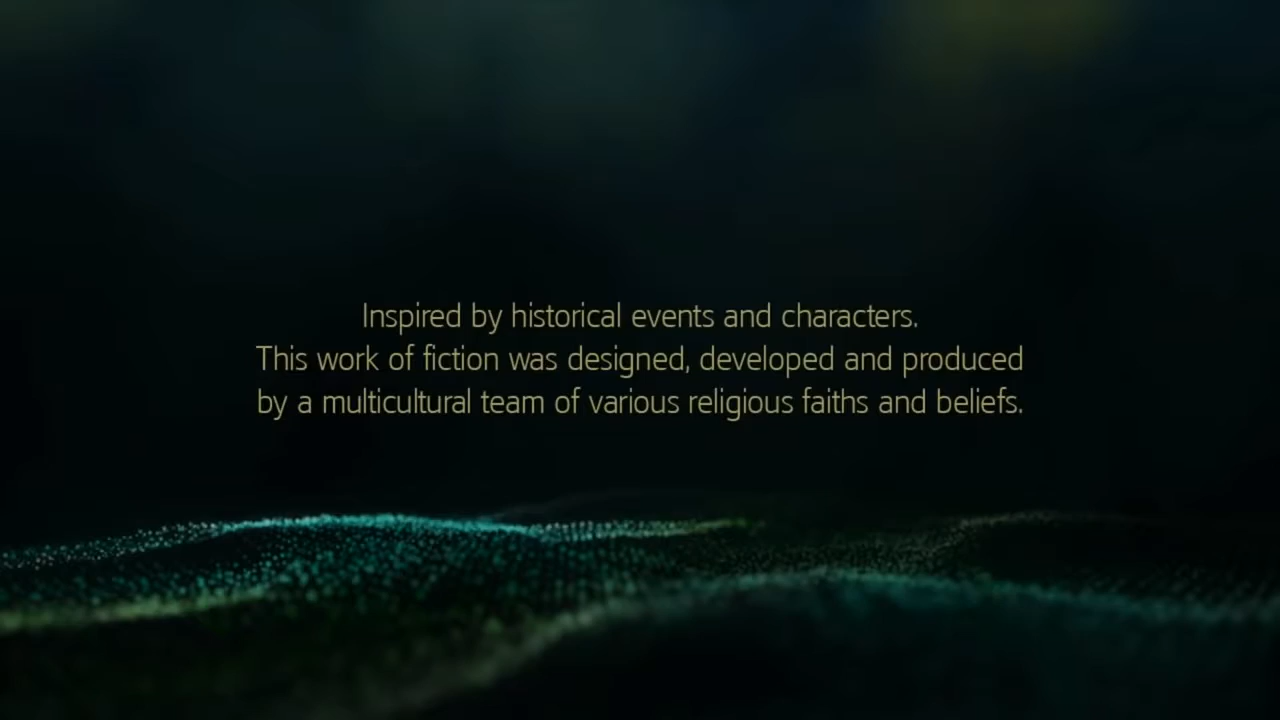 Inspired by historical events and characters.
This work of fiction was designed, developed and produced
by a multicultural team of various religious faiths and beliefs.